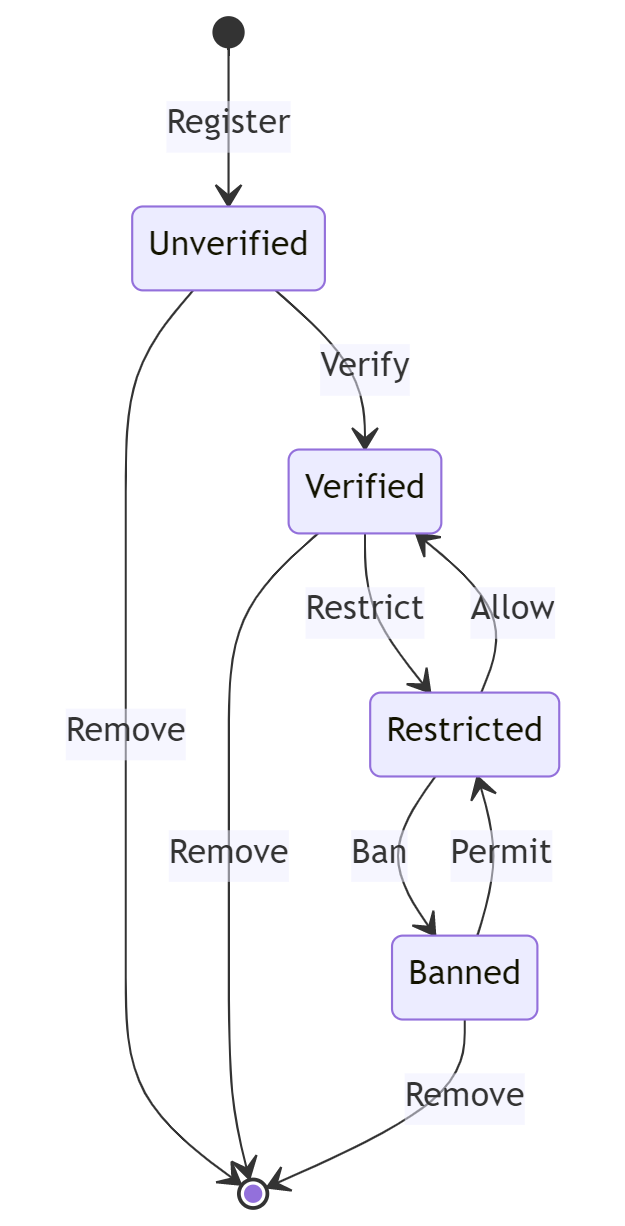 Register
Unverified
Verify
Verified
Restrict
Allow
Remove
Restricted
Remove
Ban
Permit
Banned
Remove